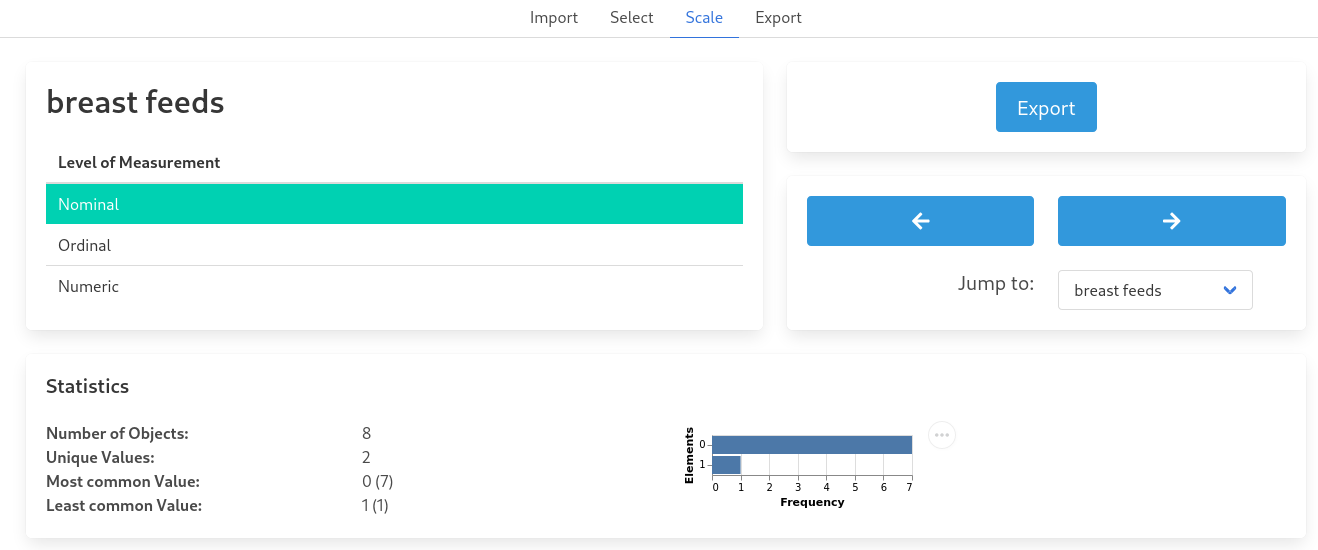 Import Select Scale Export
breast feeds
Level of Measurement
Nominal
Ordinal
Numeric
Export
Jump to: breast feeds
Statistics
Number of Objects: 8
Unique Values: 2
Most common Value: 0 (7)
Least common Value: 1 (1)
Elements
0
1
0 1 2 3 4 5 6 7
Frequency